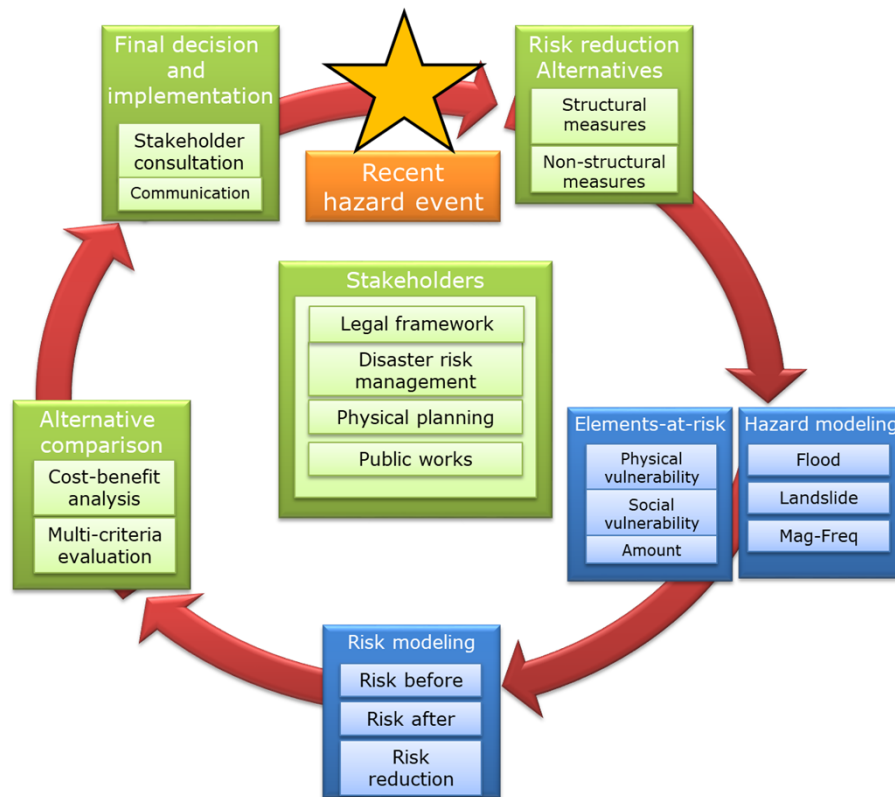 Final decision
and
implementation
Stakeholder
consultation
Communication
Recent
hazard event
Risk reduction
Alternatives
Structural
measures
Non-structural
measures
Stakeholders
Legal framework
Disaster risk
management
Physical planning
Public works
Elements-at-risk
Physical
vulnerability
Social
vulnerability
Amount
Hazard modeling
Flood
Landslide
Mag-Freq
Risk modeling
Risk before
Risk after
Risk
reduction
Alternative
comparison
Cost-benefit
analysis
Multi-criteria
evaluation